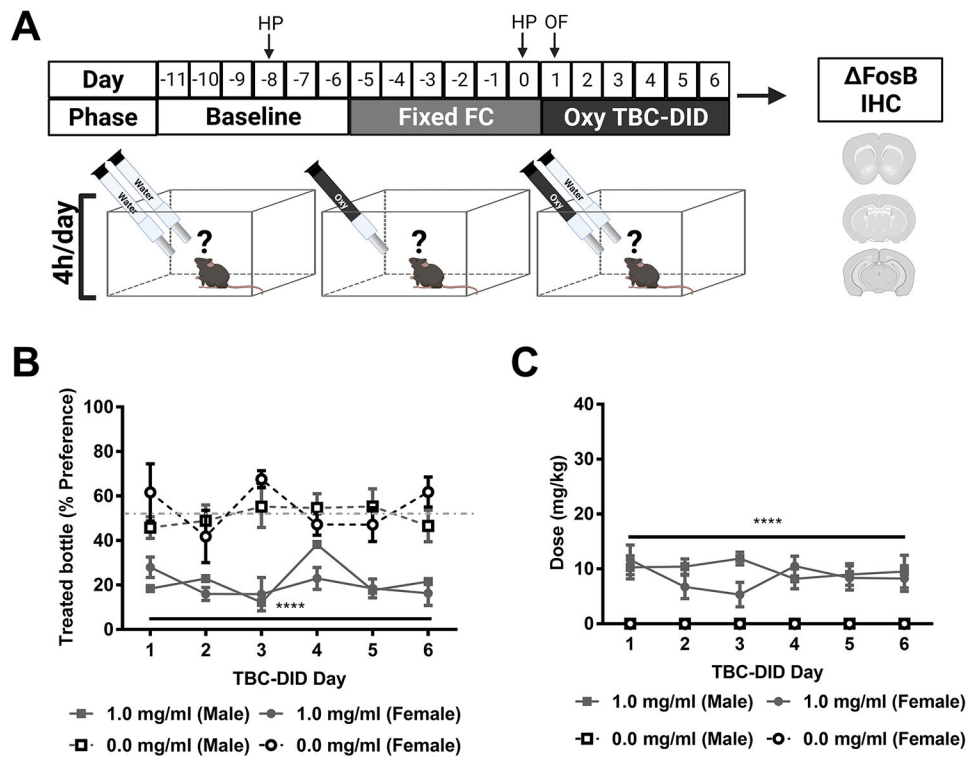 A
HP HP OF
Day -11 -10 -9 -8 -7 -6 -5 -4 -3 -2 -1 0 1 2 3 4 5 6
Phase Baseline Fixed FC Oxy TBC-DID
ΔFosB
IHC
4h/day
Water
Water
?
Oxy
?
Oxy
Water
?
B
Treated bottle (% Preference)
100
80
60
40
20
0
****
1 2 3 4 5 6
TBC-DID Day
1.0 mg/ml (Male) 1.0 mg/ml (Female)
0.0 mg/ml (Male) 0.0 mg/ml (Female)
C
Dose (mg/kg)
40
30
20
10
0
****
1 2 3 4 5 6
TBC-DID Day
1.0 mg/ml (Male) 1.0 mg/ml (Female)
0.0 mg/ml (Male) 0.0 mg/ml (Female)